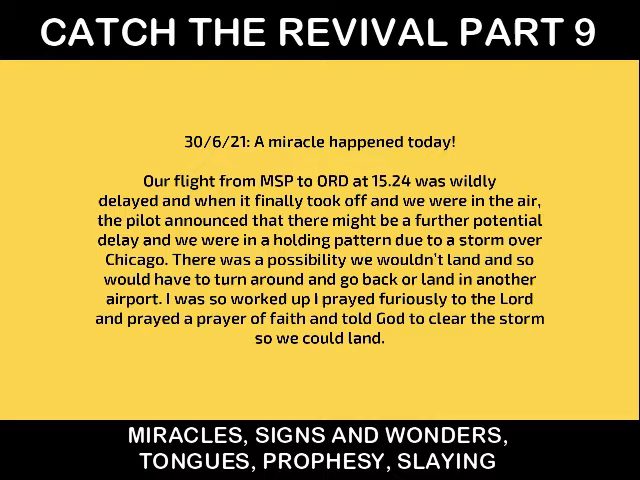 CATCH THE REVIVAL PART 9
30/6/21: A miracle happened today!
Our flight from MSP to ORD at 15.24 was wildly
delayed and when it finally took off and we were in the air,
the pilot announced that there might be a further potential
delay and we were in a holding pattern due to a storm over
Chicago. There was a possibility we wouldn't land and so
would have to turn around and go back or land in another
airport. I was so worked up I prayed furiously to the Lord
and prayed a prayer of faith and told God to clear the storm
so we could land.
MIRACLES, SIGNS AND WONDERS,
TONGUES, PROPHESY, SLAYING